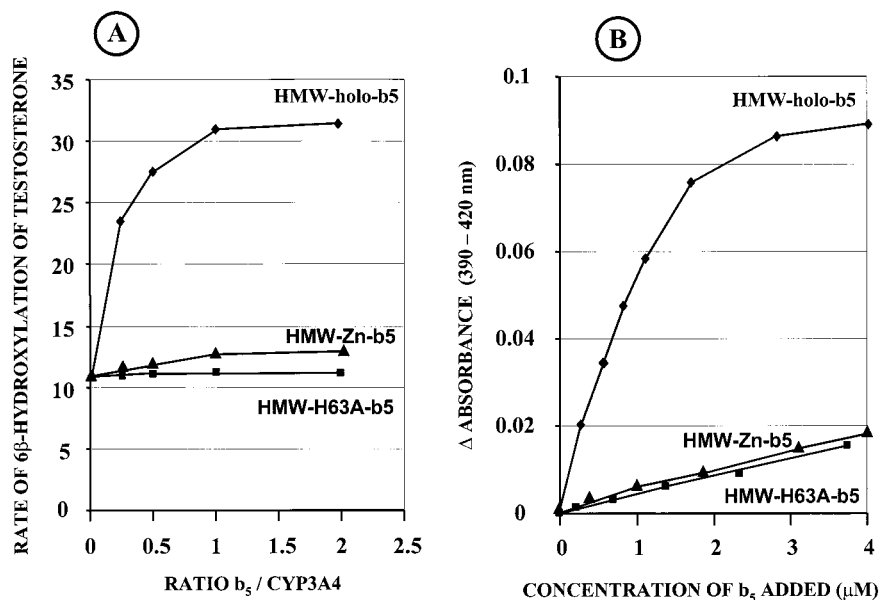 A
RATE OF 6β-HYDROXYLATION OF TESTOSTERONE
35
30
25
20
15
10
5
0
0
0.5
1
1.5
2
2.5
HMW-holo-b5
HMW-Zn-b5
HMW-H63A-b5
RATIO b₅ / CYP3A4
B
Δ ABSORBANCE (390 – 420 nm)
0.1
0.08
0.06
0.04
0.02
0
0
1
2
3
4
HMW-holo-b5
HMW-Zn-b5
HMW-H63A-b5
CONCENTRATION OF b₅ ADDED (μM)